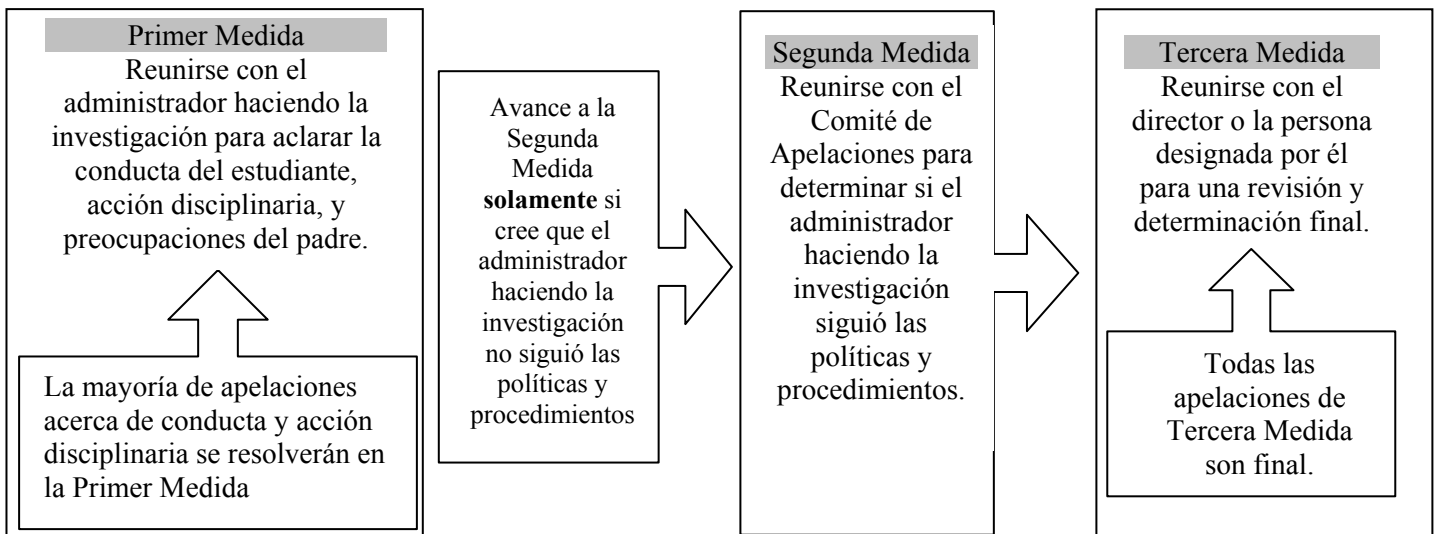 Primer Medida
Reunirse con el
administrador haciendo la
investigación para aclarar la
conducta del estudiante,
acción disciplinaria, y
preocupaciones del padre.
La mayoría de apelaciones
acerca de conducta y acción
disciplinaria se resolverán en
la Primer Medida
Avance a la
Segunda
Medida
solamente si
cree que el
administrador
haciendo la
investigación
no siguió las
políticas y
procedimientos
Segunda Medida
Reunirse con el
Comité de
Apelaciones para
determinar si el
administrador
haciendo la
investigación
siguió las
políticas y
procedimientos.
Tercera Medida
Reunirse con el
director o la persona
designada por él
para una revisión y
determinación final.
Todas las
apelaciones de
Tercera Medida
son final.